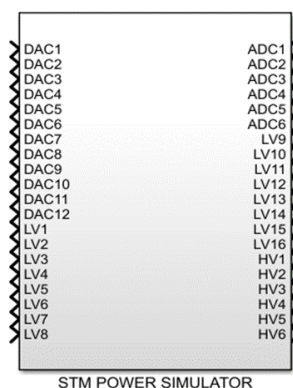 DAC1 ADC1
DAC2 ADC2
DAC3 ADC3
DAC4 ADC4
DAC5 ADC5
DAC6 ADC6
DAC7 LV9
DAC8 LV10
DAC9 LV11
DAC10 LV12
DAC11 LV13
DAC12 LV14
LV1 LV15
LV2 LV16
LV3 HV1
LV4 HV2
LV5 HV3
LV6 HV4
LV7 HV5
LV8 HV6
STM POWER SIMULATOR